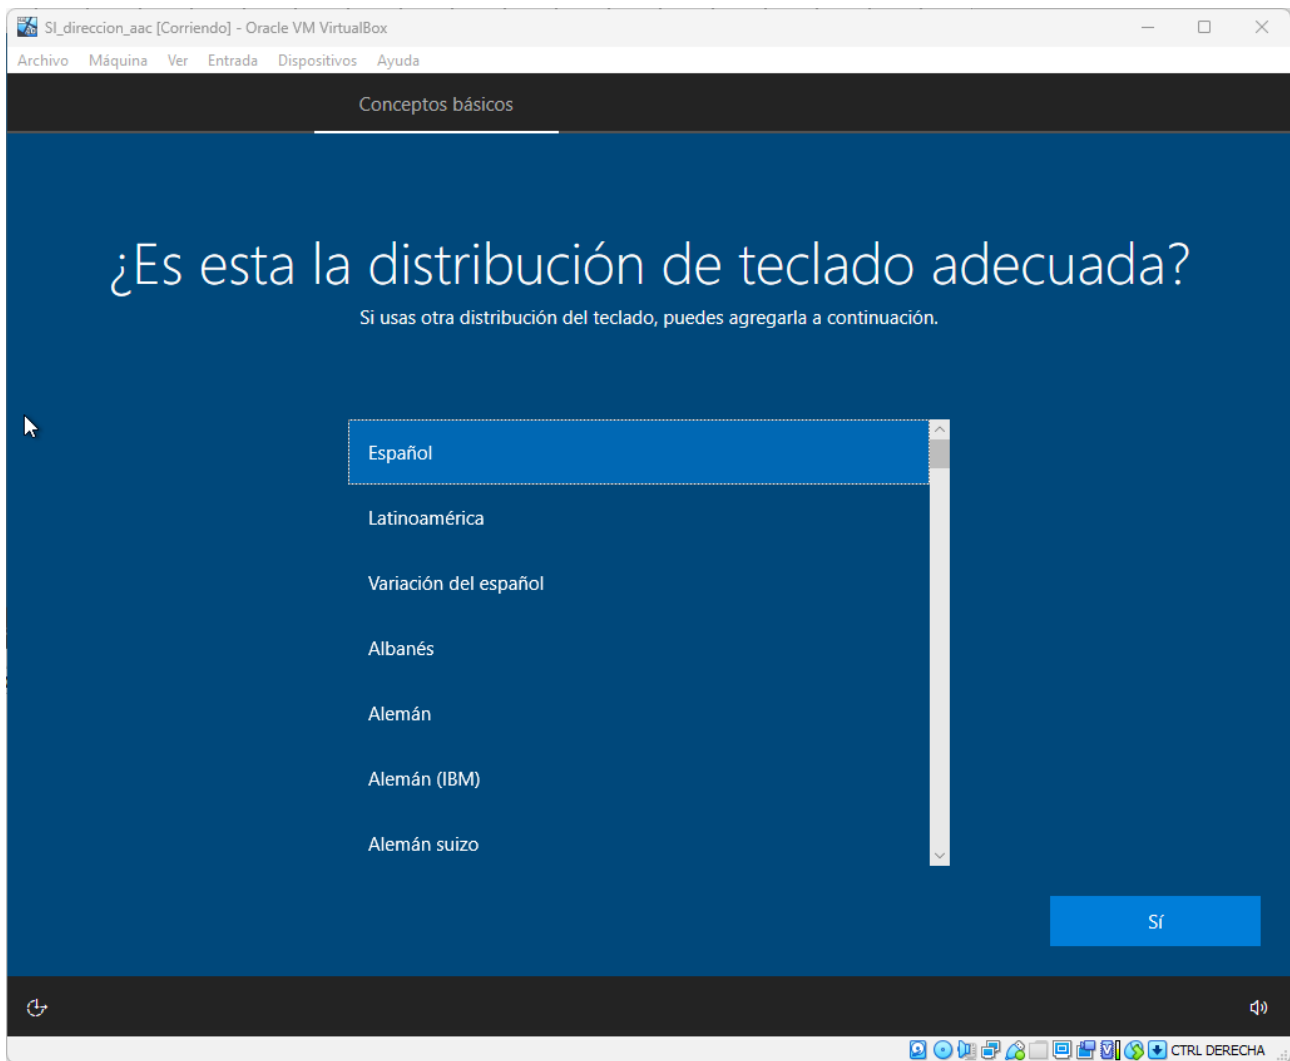 SI_direccion_aac [Corriendo] - Oracle VM VirtualBox
Archivo Máquina Ver Entrada Dispositivos Ayuda
Conceptos básicos
¿Es esta la distribución de teclado adecuada?
Si usas otra distribución del teclado, puedes agregarla a continuación.
Español
Latinoamérica
Variación del español
Albanés
Alemán
Alemán (IBM)
Alemán suizo
Sí
CTRL DERECHA